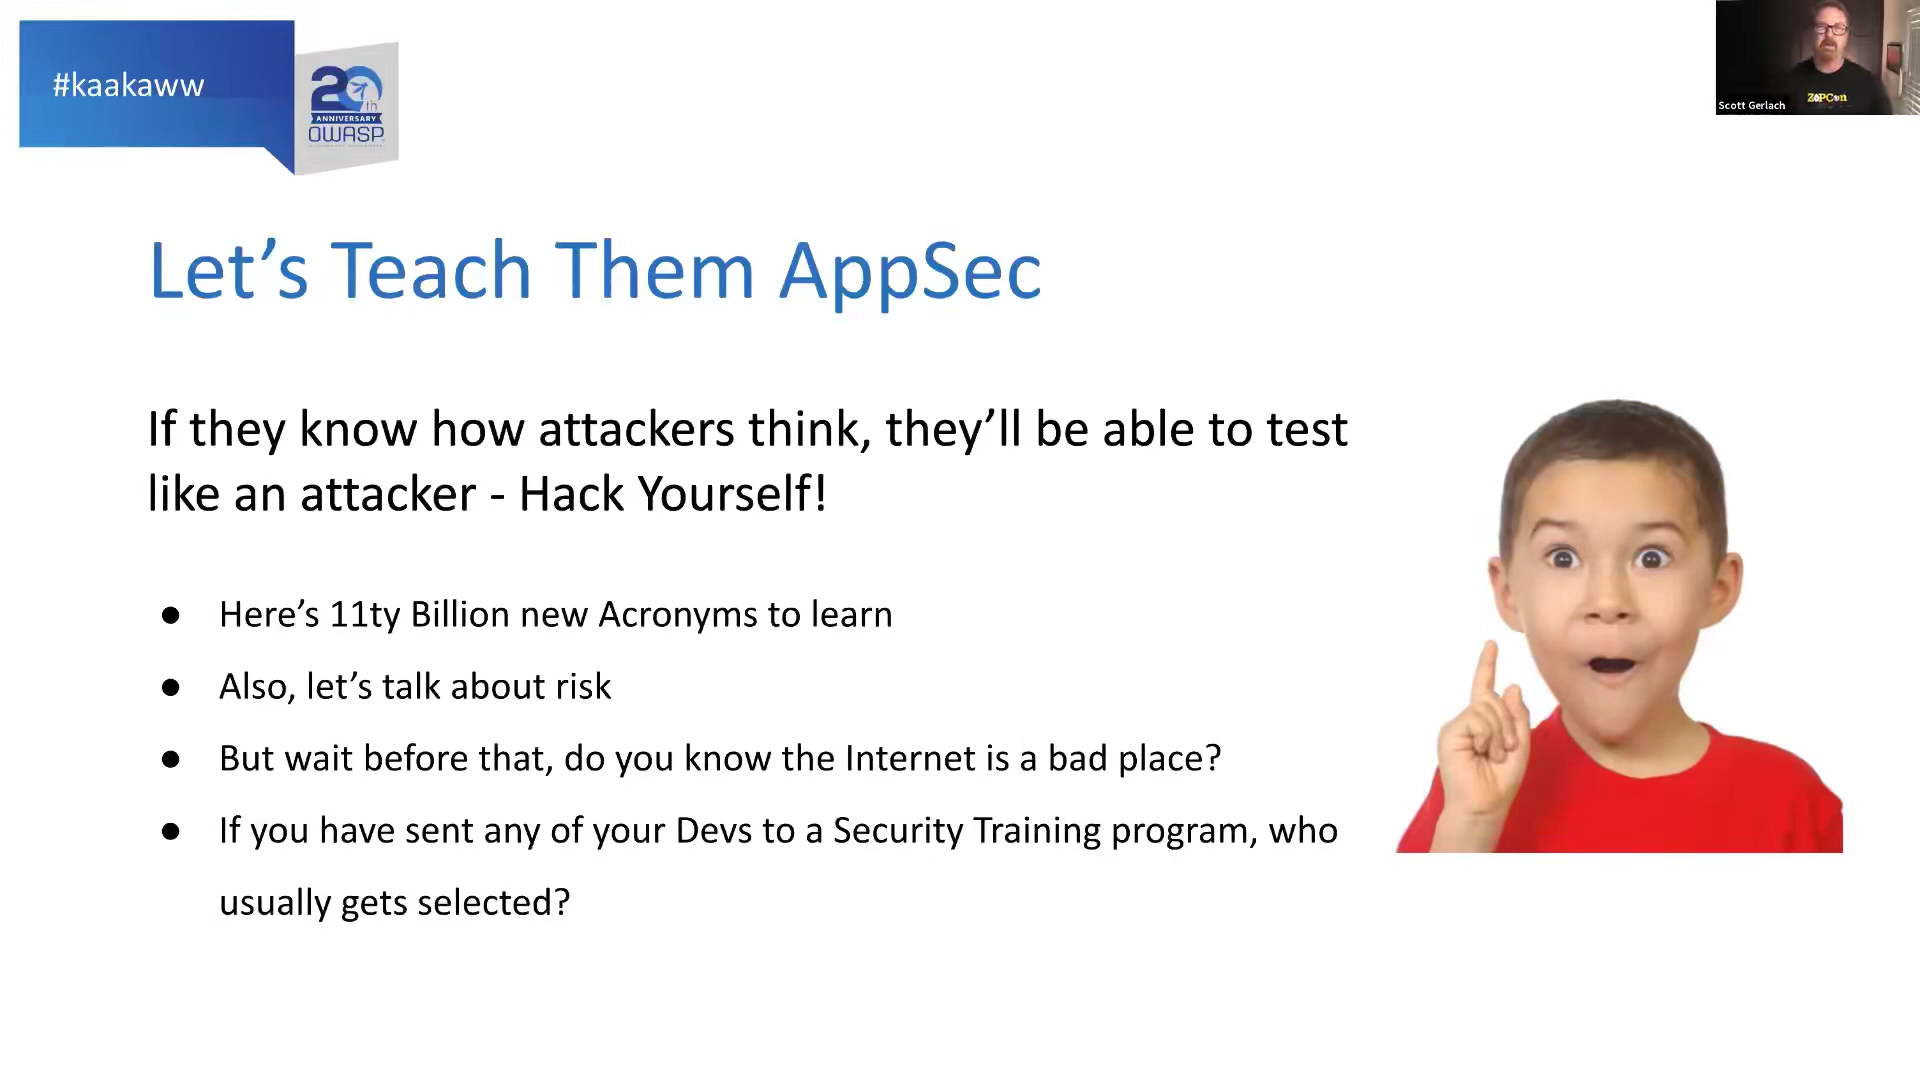 #kaakaww
20th
ANNIVERSARY
OWASP
Scott Gerlach
ZAPCon
Let’s Teach Them AppSec
If they know how attackers think, they’ll be able to test
like an attacker - Hack Yourself!
● Here’s 11ty Billion new Acronyms to learn
● Also, let’s talk about risk
● But wait before that, do you know the Internet is a bad place?
● If you have sent any of your Devs to a Security Training program, who
usually gets selected?